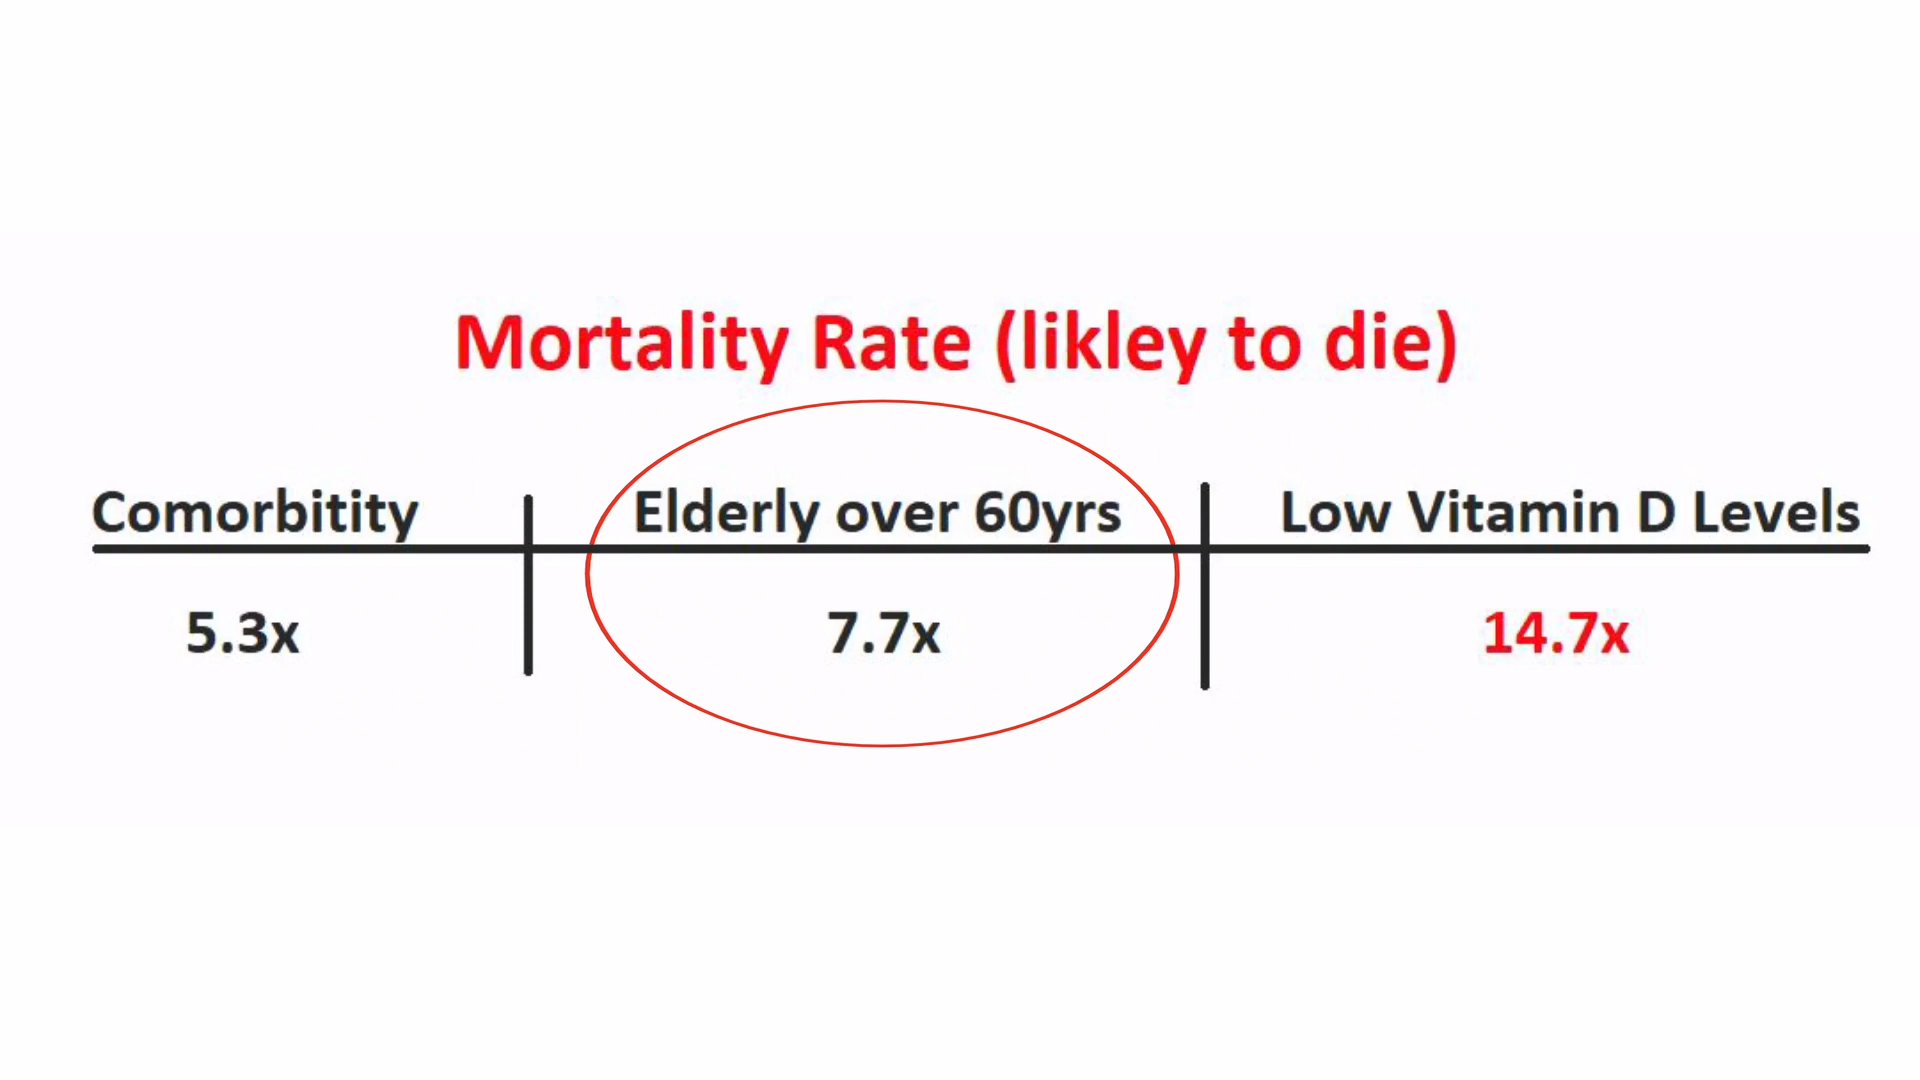 Mortality Rate (likley to die)
Comorbitity Elderly over 60yrs Low Vitamin D Levels
5.3x 7.7x 14.7x